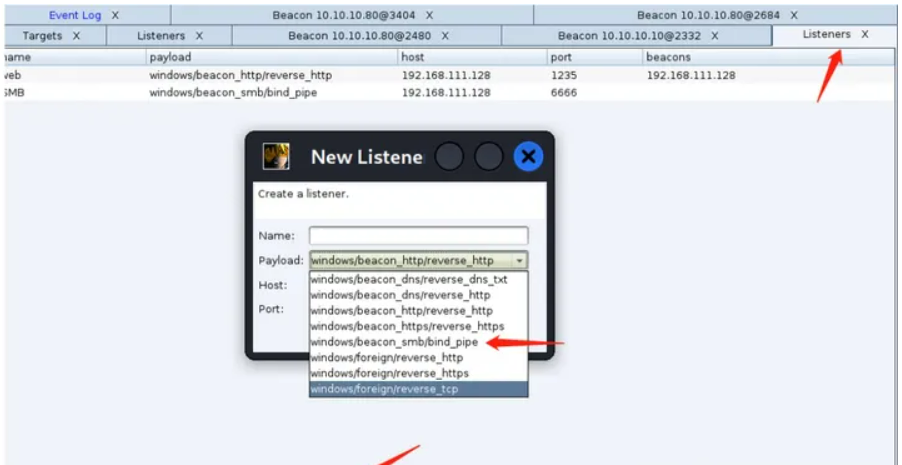 Event Log X Beacon 10.10.10.80@3404 X Beacon 10.10.10.80@2684 X
Targets X Listeners X Beacon 10.10.10.80@2480 X Beacon 10.10.10.10@2332 X Listeners X
name payload host port beacons
web windows/beacon_http/reverse_http 192.168.111.128 1235 192.168.111.128
SMB windows/beacon_smb/bind_pipe 192.168.111.128 6666
New Listene
Create a listener.
Name:
Payload: windows/beacon_http/reverse_http
windows/beacon_dns/reverse_dns_txt
Host:
windows/beacon_dns/reverse_http
Port:
windows/beacon_http/reverse_http
windows/beacon_https/reverse_https
windows/beacon_smb/bind_pipe
windows/foreign/reverse_http
windows/foreign/reverse_https
windows/foreign/reverse_tcp